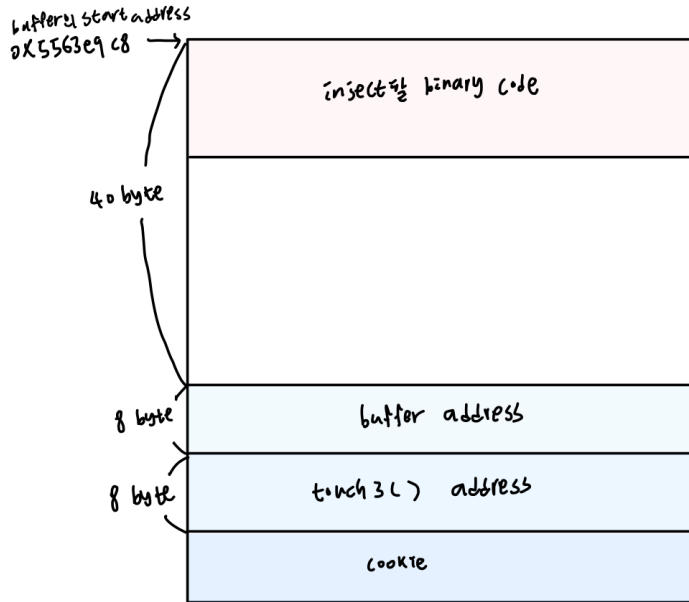 buffer의 start address
0x5563e9c8
inject할 binary code
40 byte
8 byte
buffer address
8 byte
touch3() address
cookie